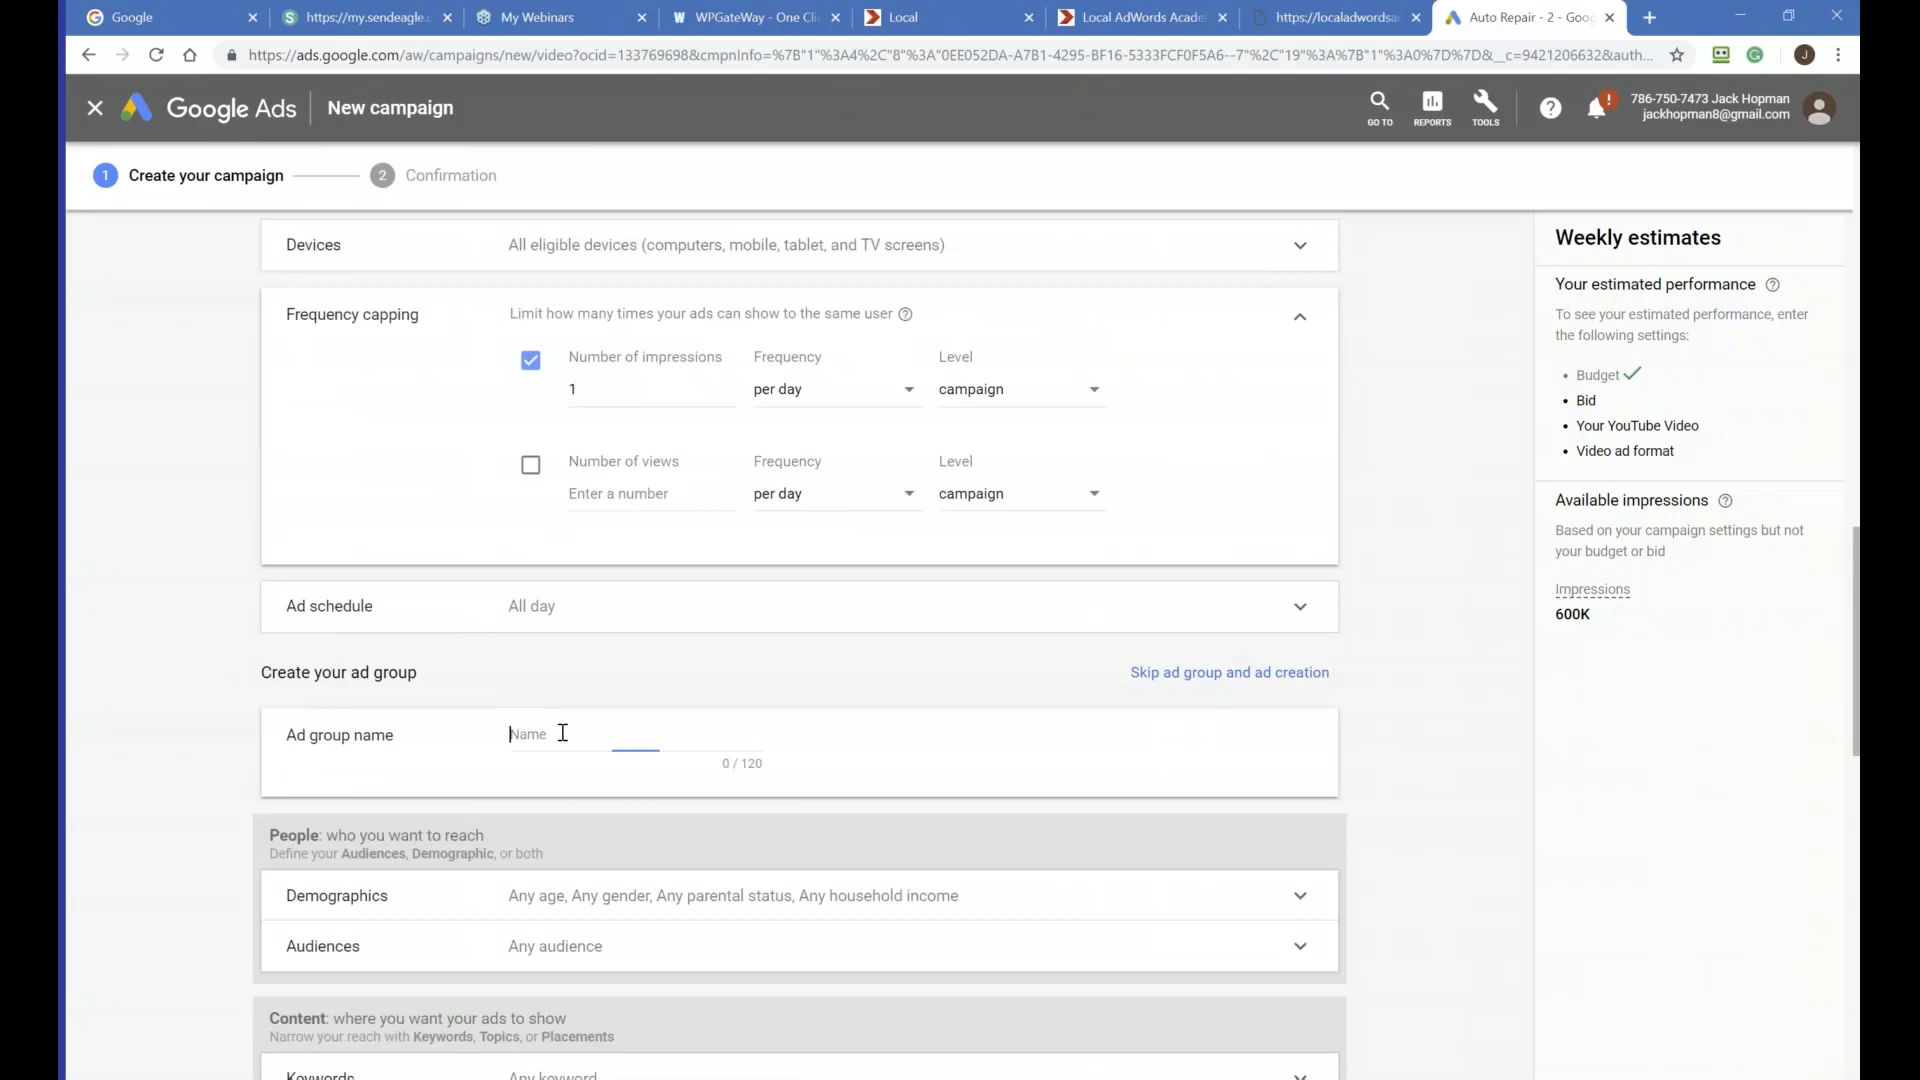 Google
https://my.sendeagle.
My Webinars
WPGateWay - One Clic
Local
Local AdWords Acade
https://localadwordsa
Auto Repair - 2 - Goog
https://ads.google.com/aw/campaigns/new/video?ocid=133769698&cmpnInfo=%7B"1"%3A4%2C"8"%3A"0EE052DA-A7B1-4295-BF16-5333FCF0F5A6--7"%2C"19"%3A%7B"1"%3A0%7D%7D&__c=9421206632&auth...
J
Google Ads
New campaign
GO TO
REPORTS
TOOLS
786-750-7473 Jack Hopman
jackhopman8@gmail.com
1 Create your campaign
2 Confirmation
Devices
All eligible devices (computers, mobile, tablet, and TV screens)
Frequency capping
Limit how many times your ads can show to the same user
Number of impressions
Frequency
Level
1
per day
campaign
Number of views
Frequency
Level
Enter a number
per day
campaign
Ad schedule
All day
Create your ad group
Skip ad group and ad creation
Ad group name
Name
0 / 120
People: who you want to reach
Define your Audiences, Demographic, or both
Demographics
Any age, Any gender, Any parental status, Any household income
Audiences
Any audience
Content: where you want your ads to show
Narrow your reach with Keywords, Topics, or Placements
Keywords
Any keyword
Weekly estimates
Your estimated performance
To see your estimated performance, enter
the following settings:
• Budget
• Bid
• Your YouTube Video
• Video ad format
Available impressions
Based on your campaign settings but not
your budget or bid
Impressions
600K